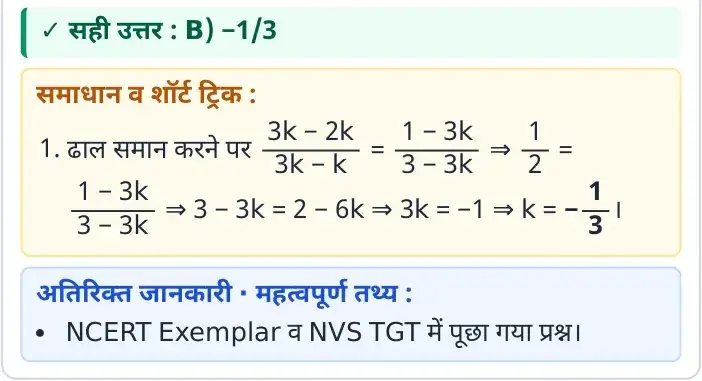 ✓ सही उत्तर : B) −1/3
समाधान व शॉर्ट ट्रिक :
1. ढाल समान करने पर (3k − 2k)/(3k − k) = (1 − 3k)/(3 − 3k) ⇒ 1/2 =
(1 − 3k)/(3 − 3k) ⇒ 3 − 3k = 2 − 6k ⇒ 3k = −1 ⇒ k = −1/3।
अतिरिक्त जानकारी · महत्वपूर्ण तथ्य :
• NCERT Exemplar व NVS TGT में पूछा गया प्रश्न।